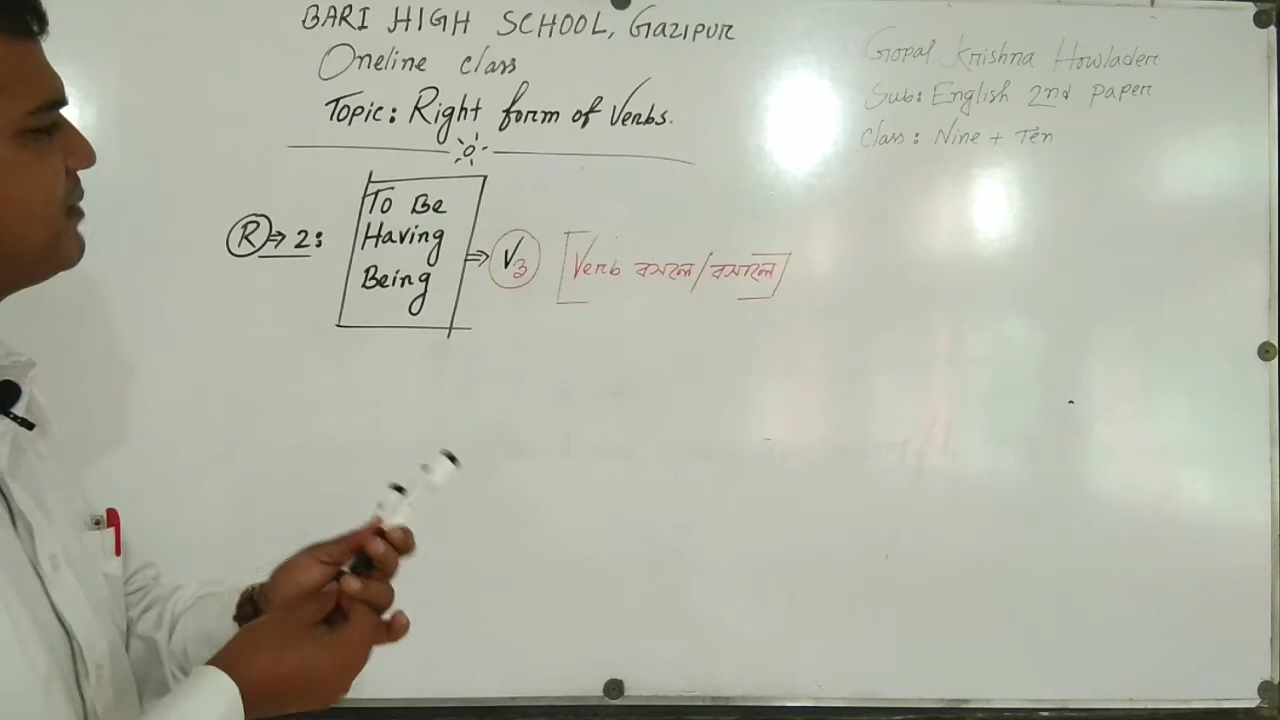 BARI HIGH SCHOOL, Gazipur
Oneline class
Topic: Right form of Verbs.
Gopal Krishna Howlader
Sub: English 2nd paper
Class: Nine + Ten
R ⇒ 2:
To Be
Having
Being
⇒ V3 [Verb বসলে/বসালে]